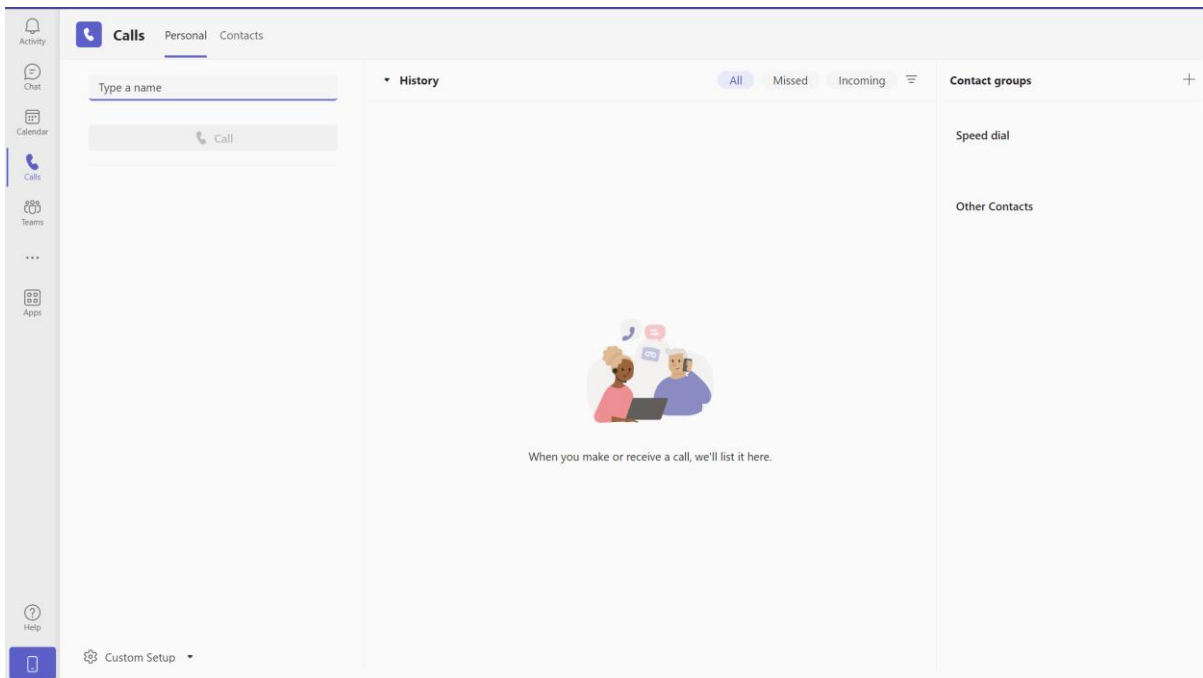 Activity
Chat
Calendar
Calls
Teams
Apps
Help
Calls Personal Contacts
Type a name
Call
Custom Setup
History All Missed Incoming
When you make or receive a call, we'll list it here.
Contact groups
Speed dial
Other Contacts